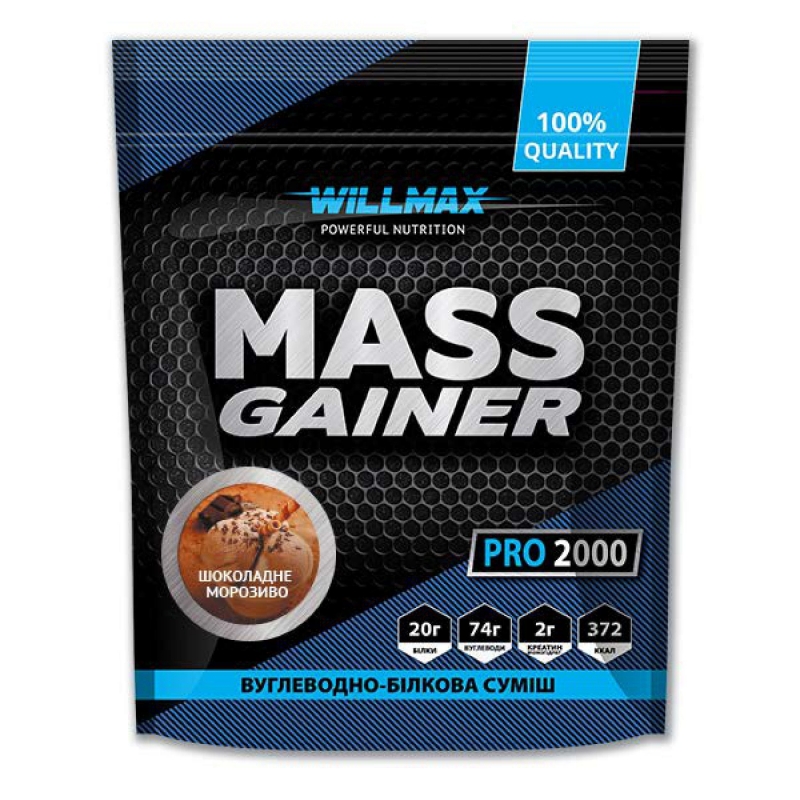 100%
QUALITY
WILLMAX
POWERFUL NUTRITION
MASS
GAINER
ШОКОЛАДНЕ
МОРОЗИВО
PRO 2000
20г
БІЛКИ
74г
ВУГЛЕВОДИ
2г
КРЕАТИН
МОНОГІДРАТ
372
ККАЛ
ВУГЛЕВОДНО-БІЛКОВА СУМІШ